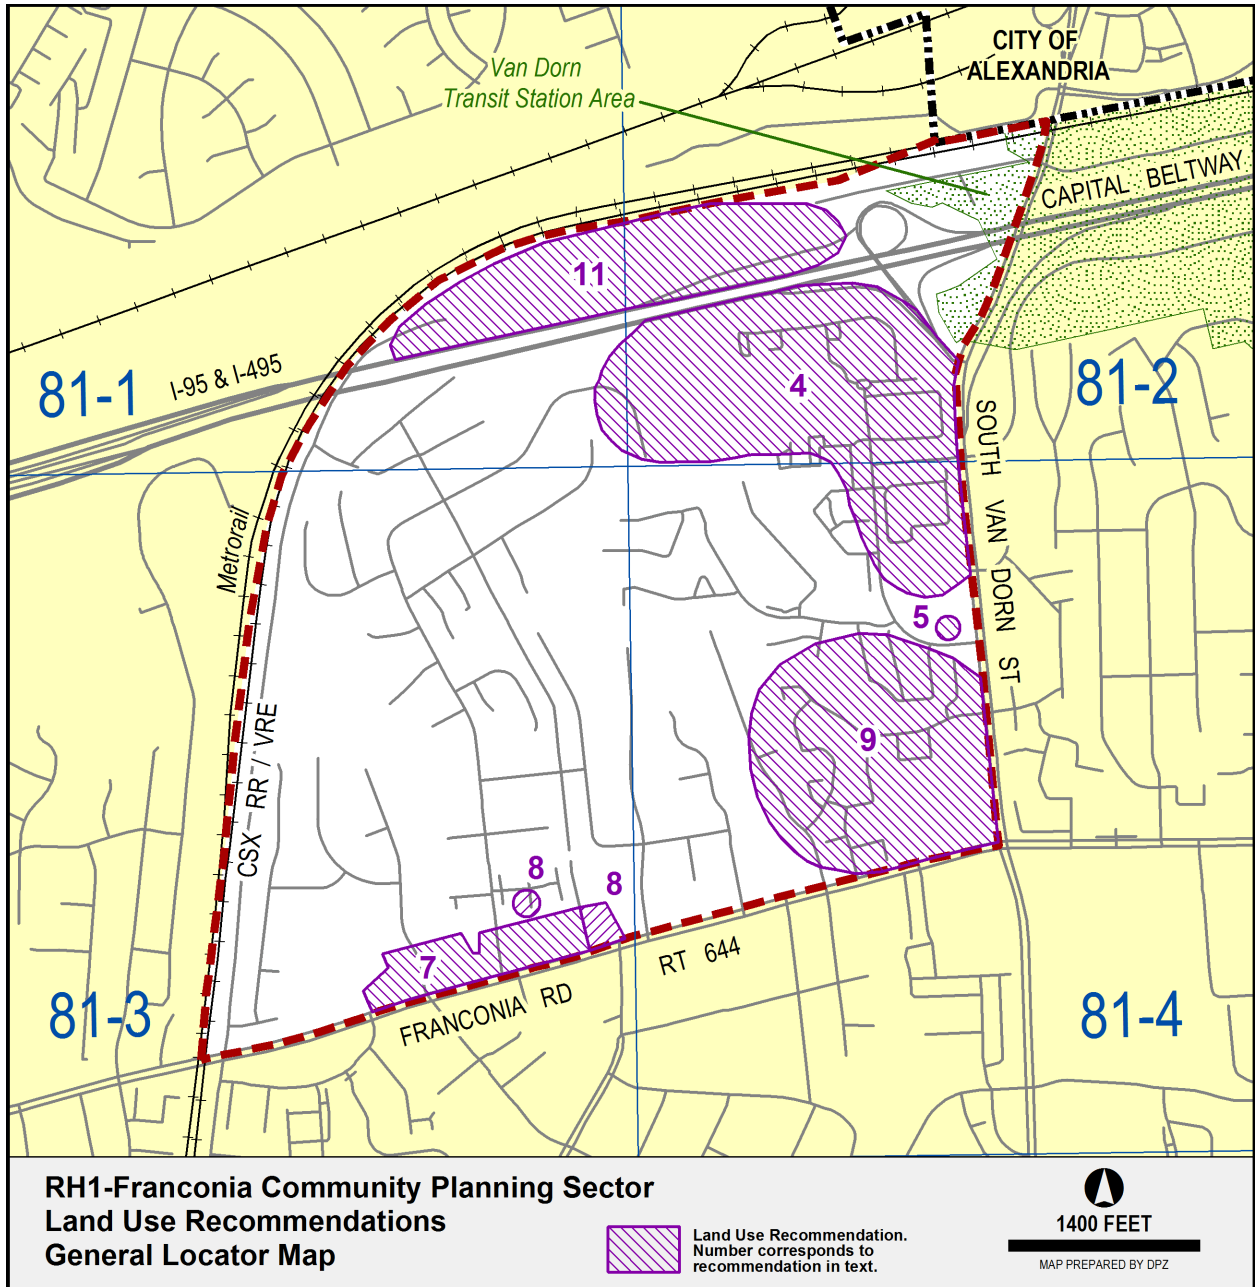 CITY OF
ALEXANDRIA
Van Dorn
Transit Station Area
CAPITAL BELTWAY
11
81-1
I-95 & I-495
4
81-2
SOUTH VAN DORN ST
Metrorail
5
9
CSX RR / VRE
8
8
7
RT 644
FRANCONIA RD
81-3
81-4
RH1-Franconia Community Planning Sector
Land Use Recommendations
General Locator Map
Land Use Recommendation.
Number corresponds to
recommendation in text.
1400 FEET
MAP PREPARED BY DPZ